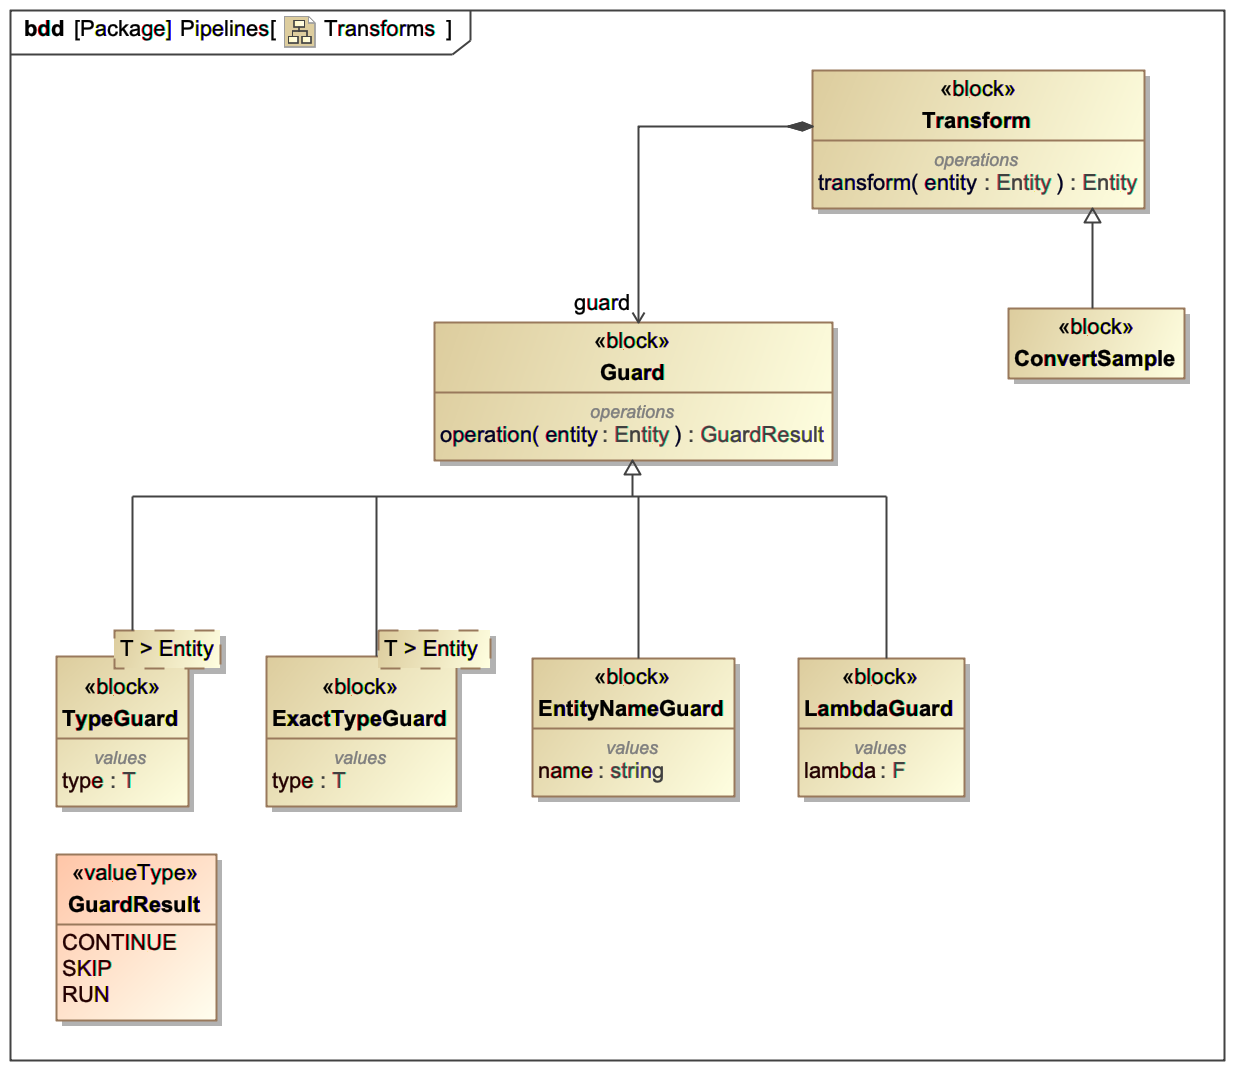 bdd [Package] Pipelines[ Transforms ]
«block»
Transform
operations
transform( entity : Entity ) : Entity
guard
«block»
Guard
operations
operation( entity : Entity ) : GuardResult
«block»
ConvertSample
T > Entity
«block»
TypeGuard
values
type : T
T > Entity
«block»
ExactTypeGuard
values
type : T
«block»
EntityNameGuard
values
name : string
«block»
LambdaGuard
values
lambda : F
«valueType»
GuardResult
CONTINUE
SKIP
RUN